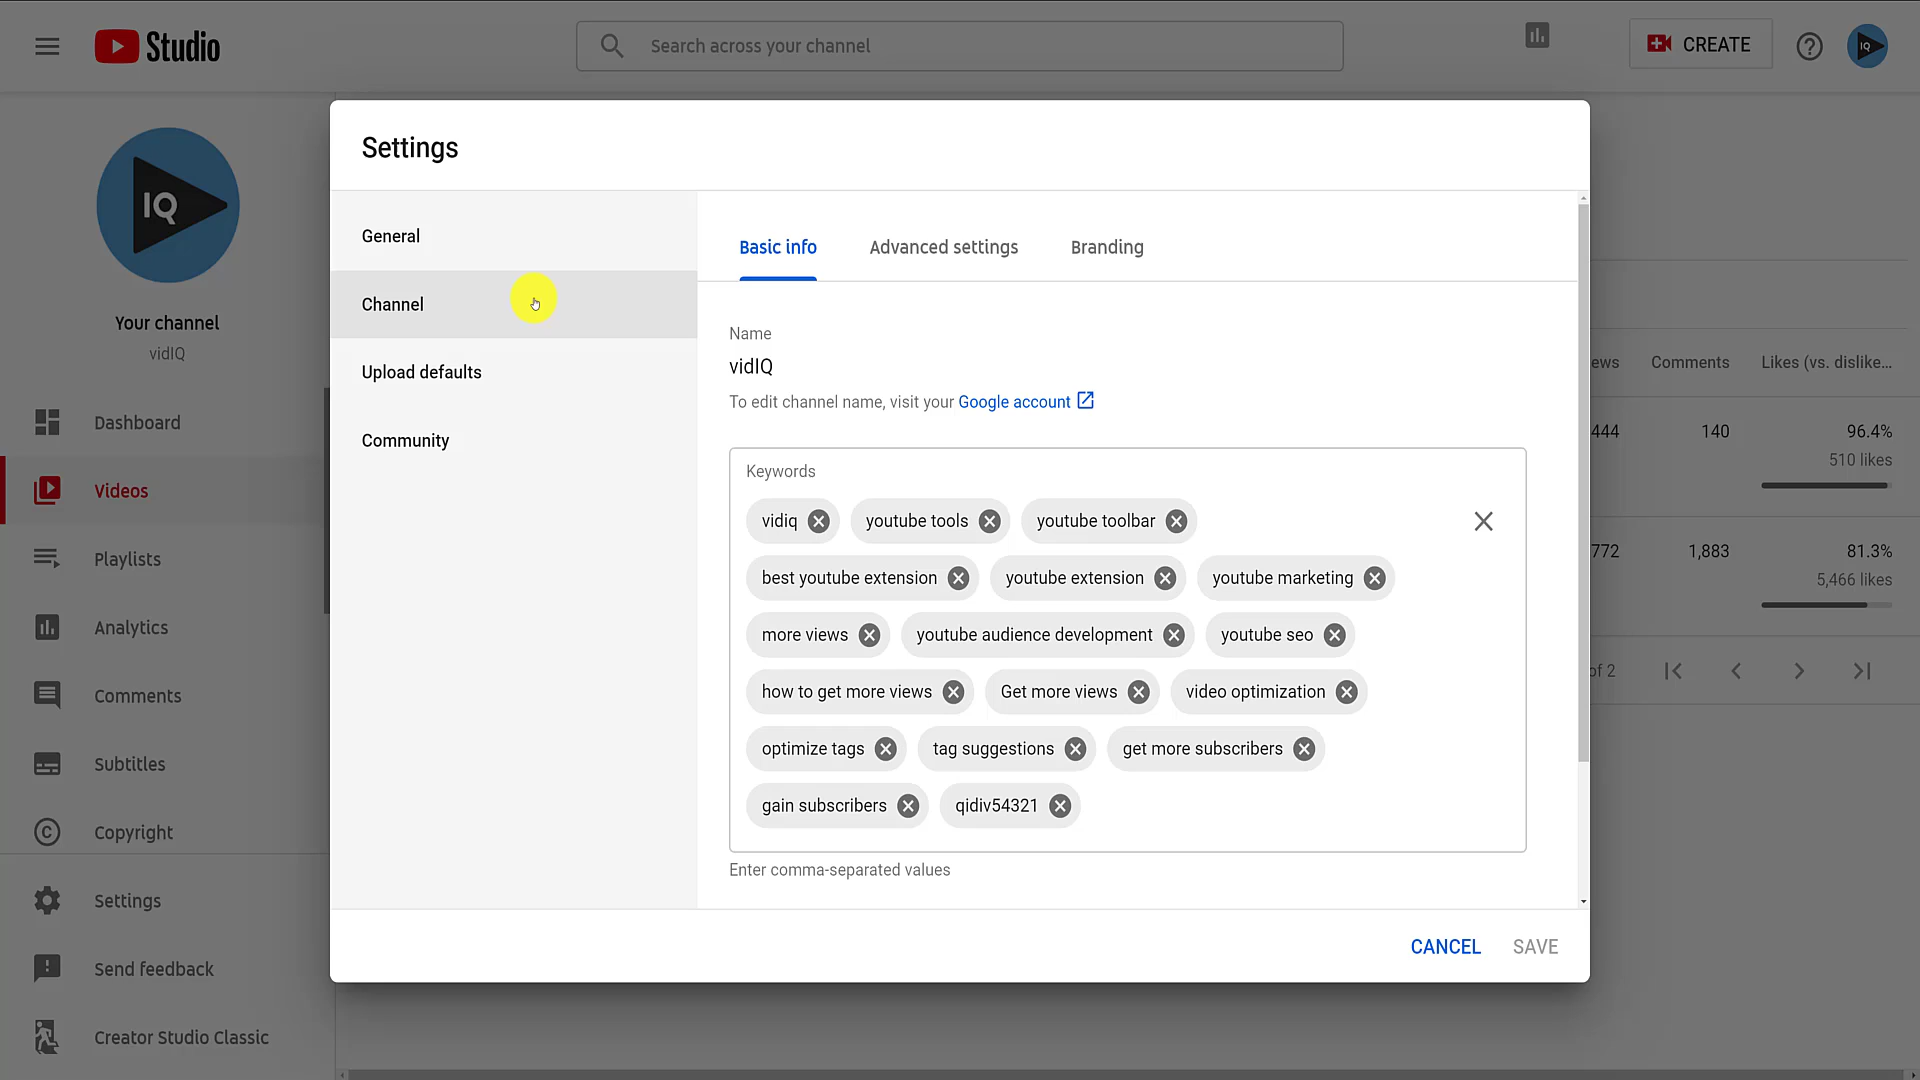 Studio
Search across your channel
CREATE
IQ
IQ
Your channel
vidIQ
Dashboard
Videos
Playlists
Analytics
Comments
Subtitles
Copyright
Settings
Send feedback
Creator Studio Classic
Settings
General
Channel
Upload defaults
Community
Basic info Advanced settings Branding
Name
vidIQ
To edit channel name, visit your Google account
Keywords
vidiq youtube tools youtube toolbar
best youtube extension youtube extension youtube marketing
more views youtube audience development youtube seo
how to get more views Get more views video optimization
optimize tags tag suggestions get more subscribers
gain subscribers qidiv54321
Enter comma-separated values
CANCEL SAVE
ews Comments Likes (vs. dislike...
444 140 96.4%
510 likes
772 1,883 81.3%
5,466 likes
of 2